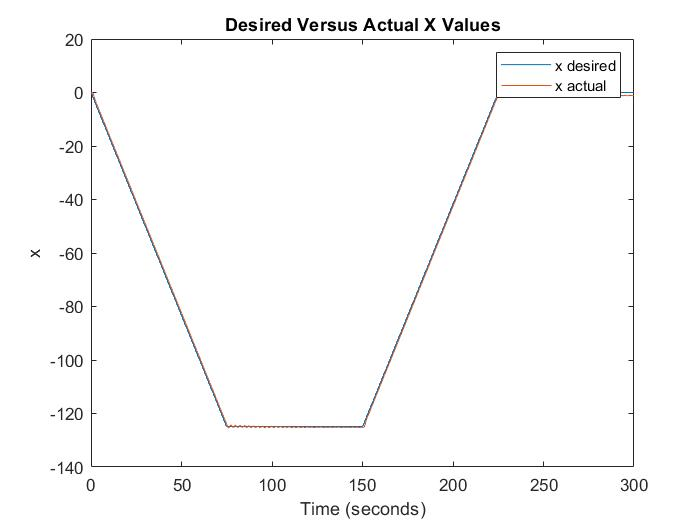 Desired Versus Actual X Values
20
0
-20
-40
-60
-80
-100
-120
-140
x
x desired
x actual
0 50 100 150 200 250 300
Time (seconds)